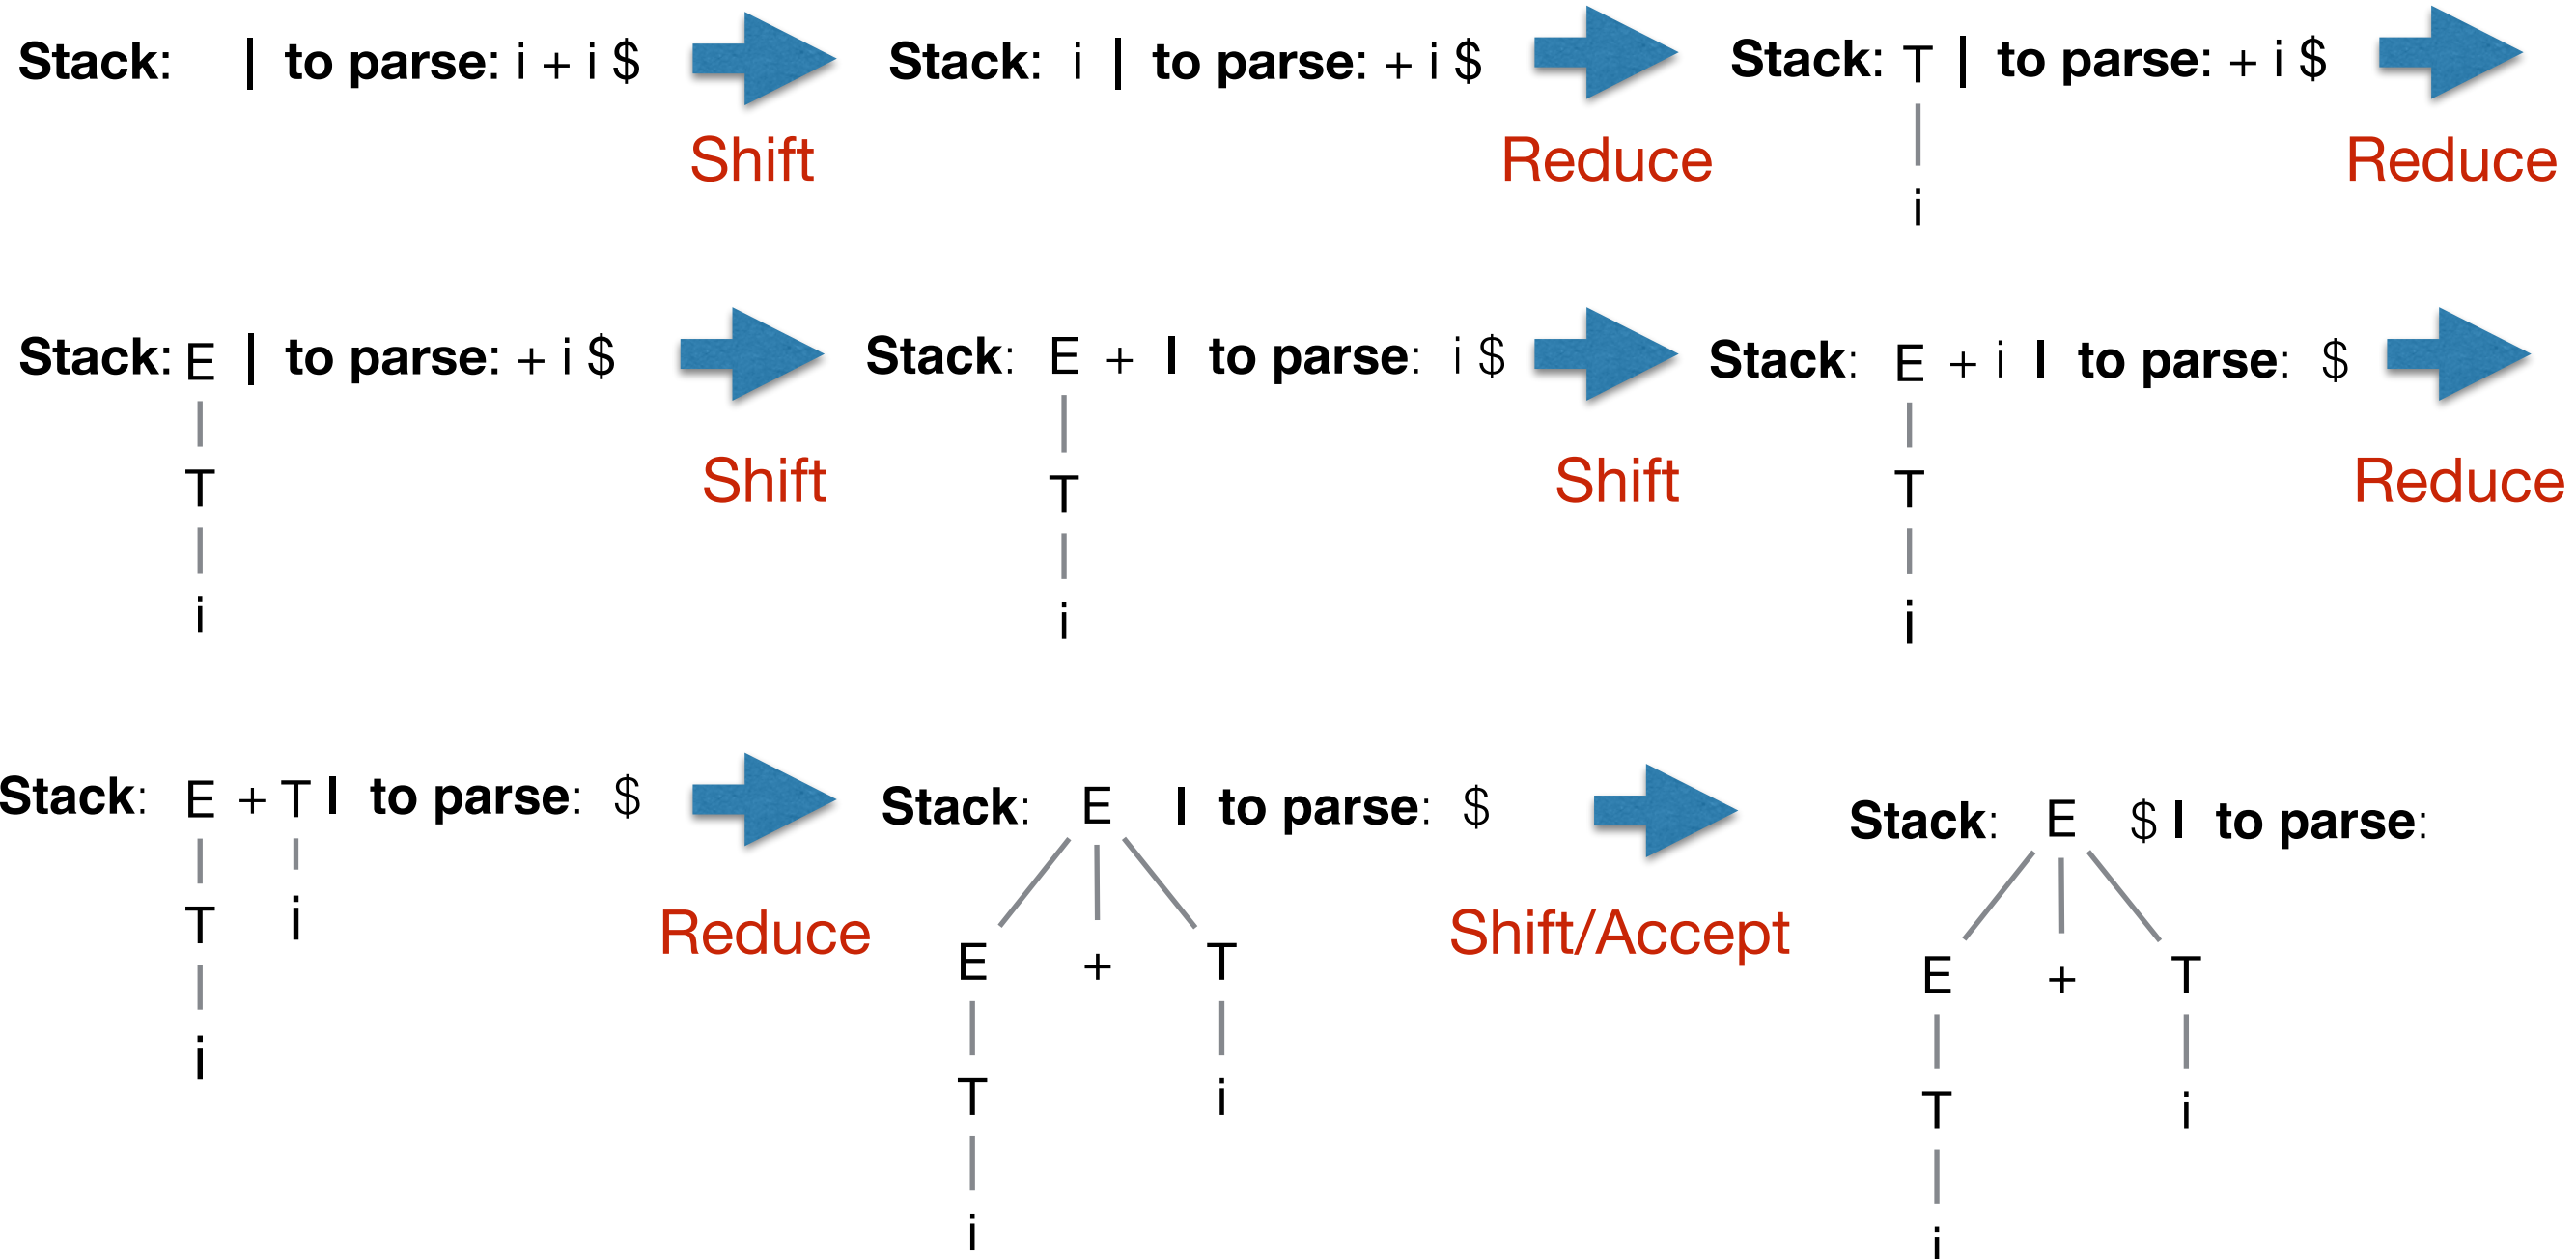 Stack: | to parse: i + i $ Stack: i | to parse: + i $ Stack: T | to parse: + i $
Shift Reduce Reduce
i
Stack: E | to parse: + i $ Stack: E + | to parse: i $ Stack: E + i | to parse: $
T T T
Shift Shift Reduce
i i i
Stack: E + T | to parse: $ Stack: E | to parse: $ Stack: E $ | to parse:
T i Reduce Shift/Accept
E + T E + T
i
T i T i
i i